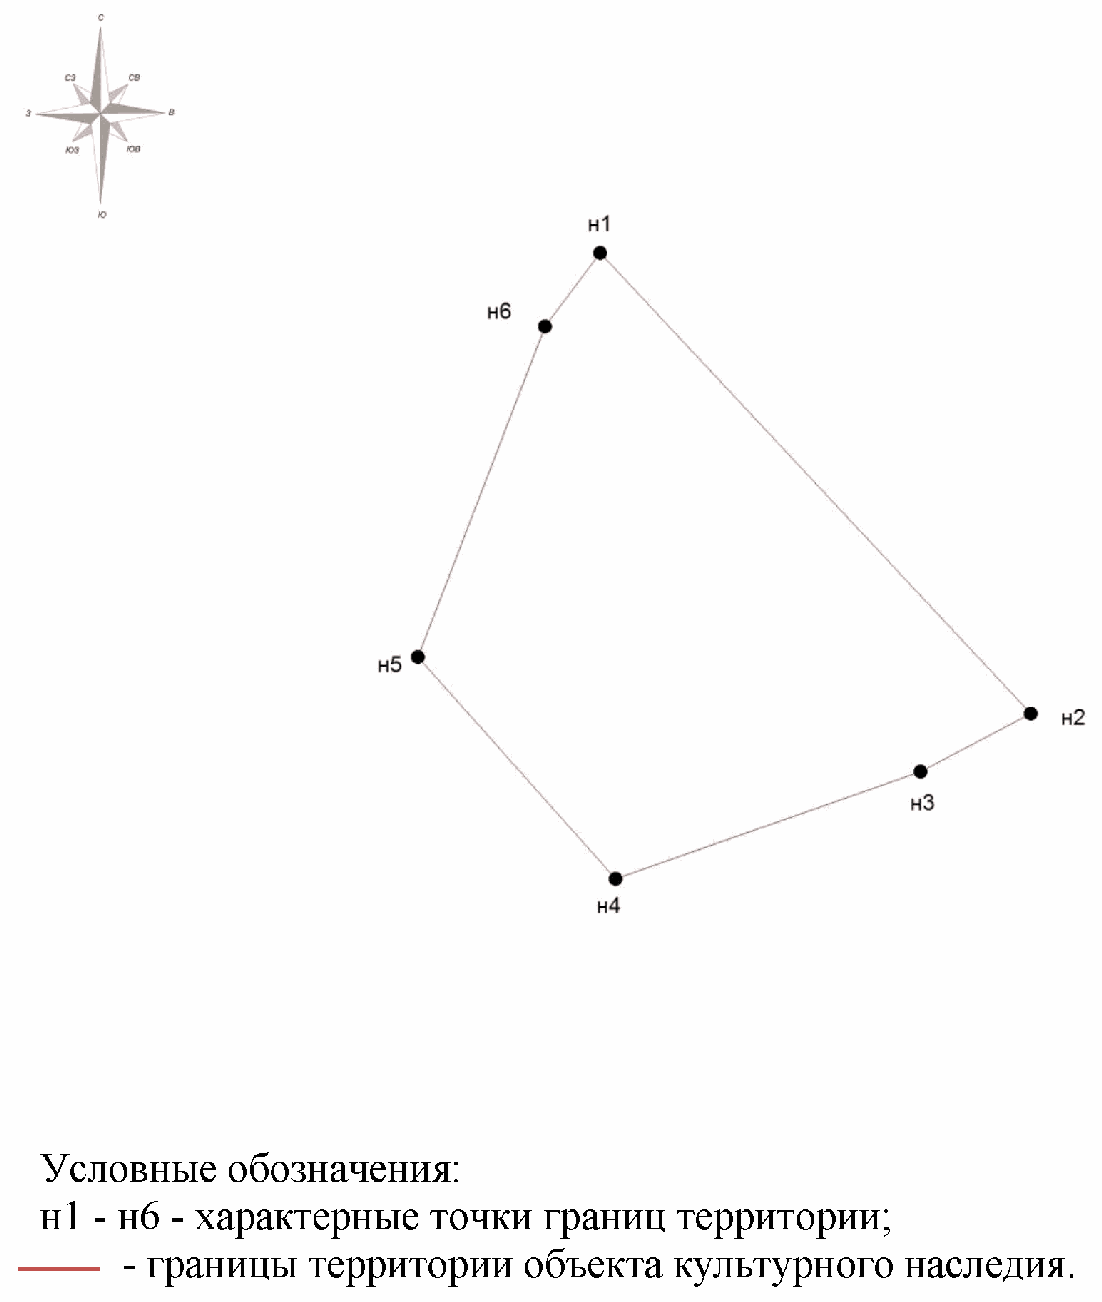 С
СЗ
СВ
З
В
ЮЗ
ЮВ
Ю
н1
н6
н5
н2
н3
н4
Условные обозначения:
н1 - н6 - характерные точки границ территории;
- границы территории объекта культурного наследия.